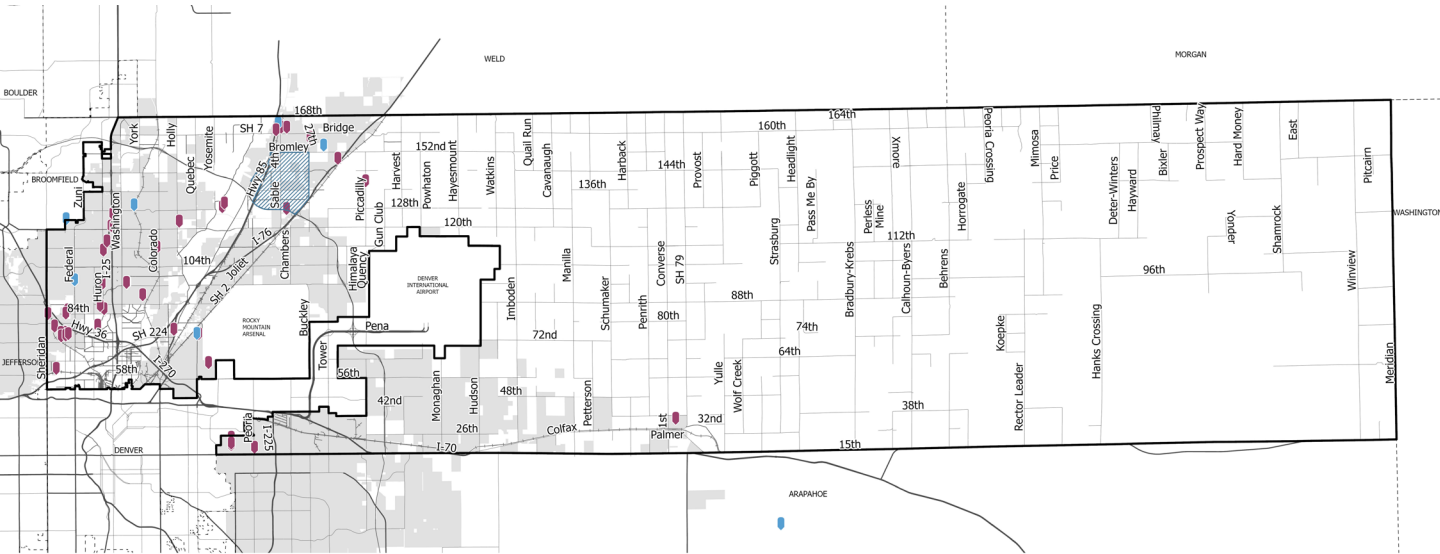 MORGAN
WELD
BOULDER
168th
164th
SH 7
27th
Bridge
160th
York
Holly
Yosemite
Quebec
Bromley
4th
Hwy 85
Sable
152nd
Quail Run
144th
136th
128th
120th
Harvest
Powhaton
Hayesmount
Watkins
Cavanaugh
Harback
Provost
Piggott
Headlight
Pass Me By
Xmore
Peoria Crossing
Mimosa
Price
Phillmay
Bixler
Prospect Way
Hard Money
East
Pitcairn
BROOMFIELD
Zuni
Washington
Piccadilly
Gun Club
Perless
Mine
Horrogate
Deter-Winters
Hayward
Yonder
Shamrock
WASHINGTON
Federal
I-25
Huron
Colorado
104th
I-76
SH 2
Joliet
Chambers
Himalaya
Quency
DENVER
INTERNATIONAL
AIRPORT
Imboden
Manilla
Schumaker
Converse
SH 79
Penrith
Strasburg
112th
Bradbury-Krebs
Calhoun-Byers
Behrens
96th
Winview
88th
80th
74th
64th
72nd
84th
Hwy 36
SH 224
ROCKY
MOUNTAIN
ARSENAL
Buckley
Pena
Tower
JEFFERSO
Sheridan
58th
I-270
56th
Koepke
Hanks Crossing
Meridian
42nd
Monaghan
Hudson
48th
Petterson
Yulle
Wolf Creek
Rector Leader
38th
26th
Colfax
1st
32nd
Palmer
Peoria
I-225
I-70
15th
DENVER
ARAPAHOE